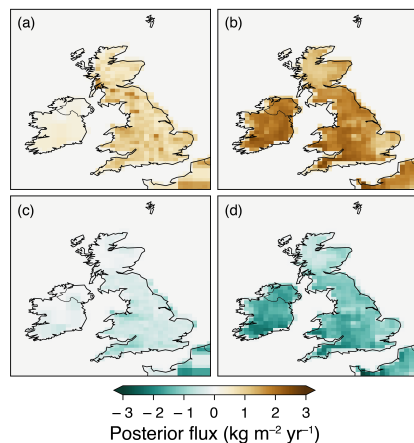 (a)
(b)
(c)
(d)
−3 −2 −1 0 1 2 3
Posterior flux (kg m⁻² yr⁻¹)